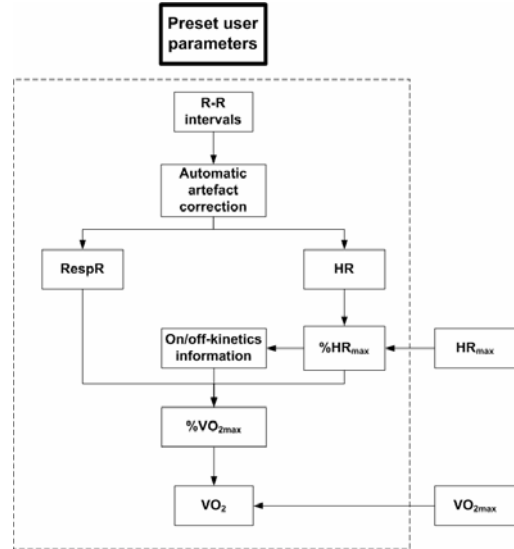 Preset user
parameters
R-R
intervals
Automatic
artefact
correction
RespR
HR
On/off-kinetics
information
%HRmax
HRmax
%VO2max
VO2
VO2max